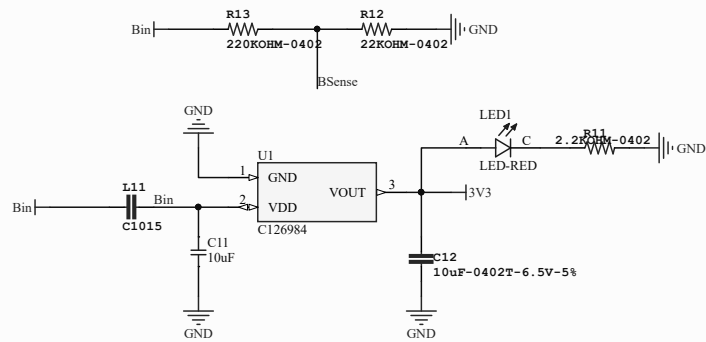 R13
R12
Bin
GND
220KOHM-0402
22KOHM-0402
BSense
GND
LED1
R11
2.2KOHM-0402
A
C
GND
LED-RED
U1
1
GND
VOUT
3
3V3
L11
Bin
Bin
2
VDD
C1015
C126984
C11
10uF
C12
10uF-0402T-6.5V-5%
GND
GND